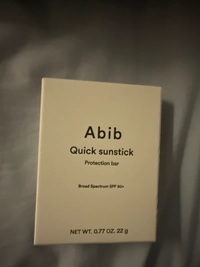 Abib
Quick sunstick
Protection bar
Broad Spectrum SPF 50+
NET WT. 0.77 OZ. 22 g